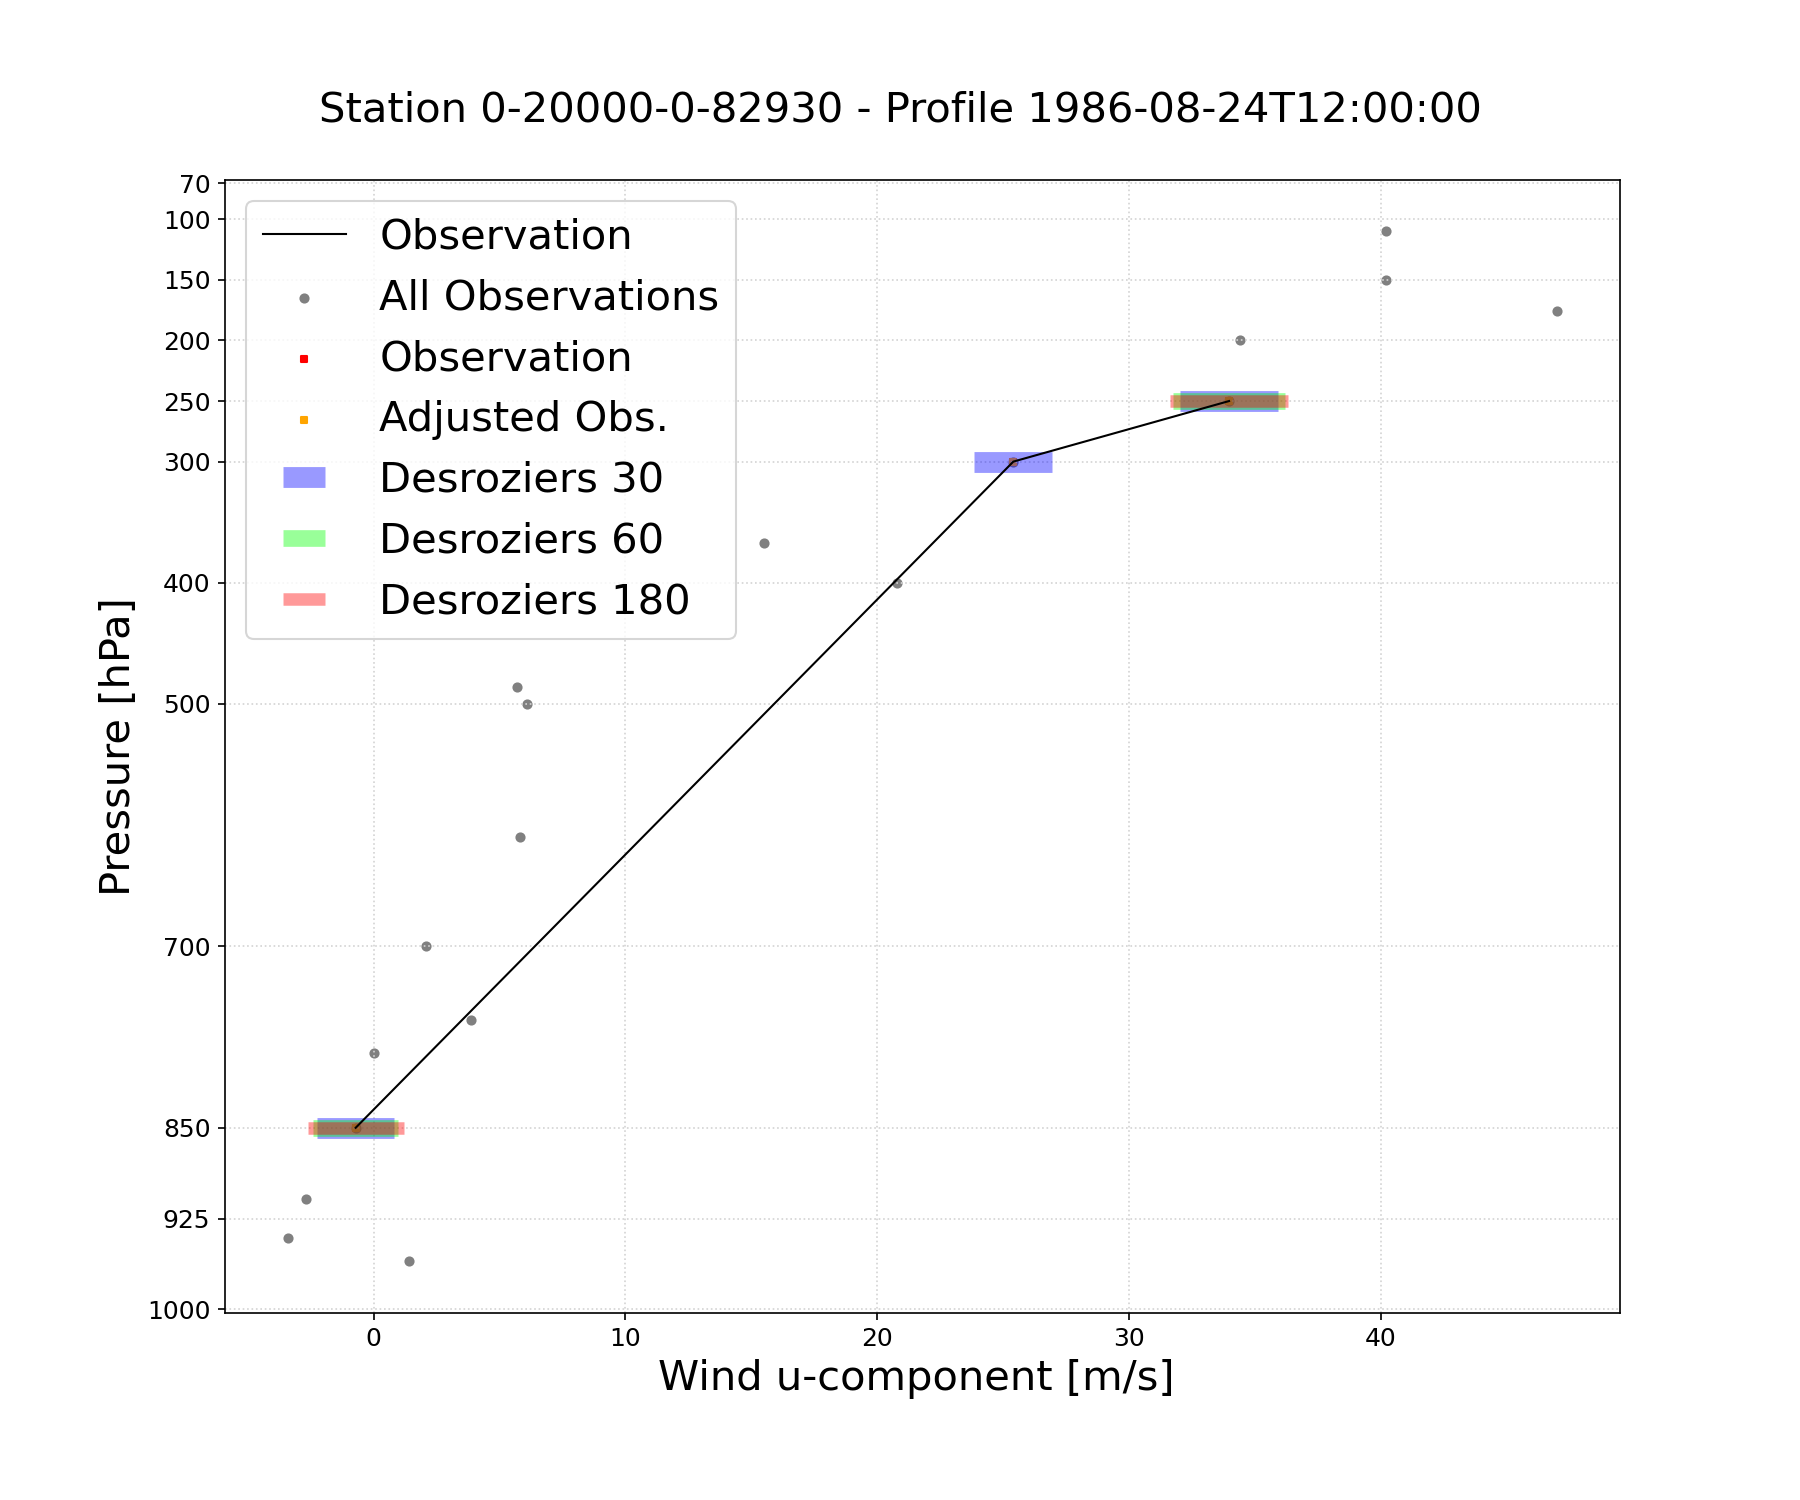 Station 0-20000-0-82930 - Profile 1986-08-24T12:00:00
70
100
150
200
250
300
400
500
700
850
925
1000
Pressure [hPa]
Observation
All Observations
Observation
Adjusted Obs.
Desroziers 30
Desroziers 60
Desroziers 180
0 10 20 30 40
Wind u-component [m/s]